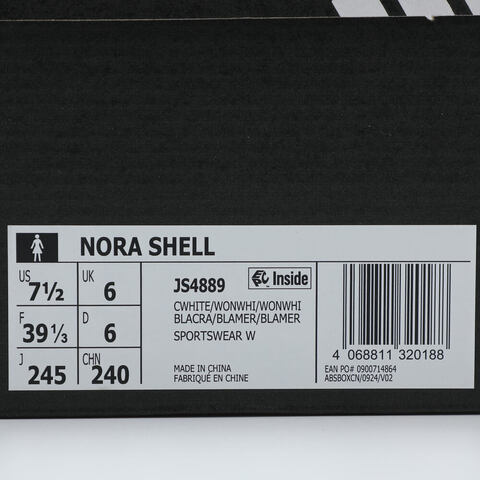 NORA SHELL
US 7½ UK 6
F 39⅓ D 6
J 245 CHN 240
JS4889 Inside
CWHITE/WONWHI/WONWHI
BLACRA/BLAMER/BLAMER
SPORTSWEAR W
MADE IN CHINA
FABRIQUÉ EN CHINE
4 068811 320188
EAN PO# 0900714864
ABSBOXCN/0924/V02